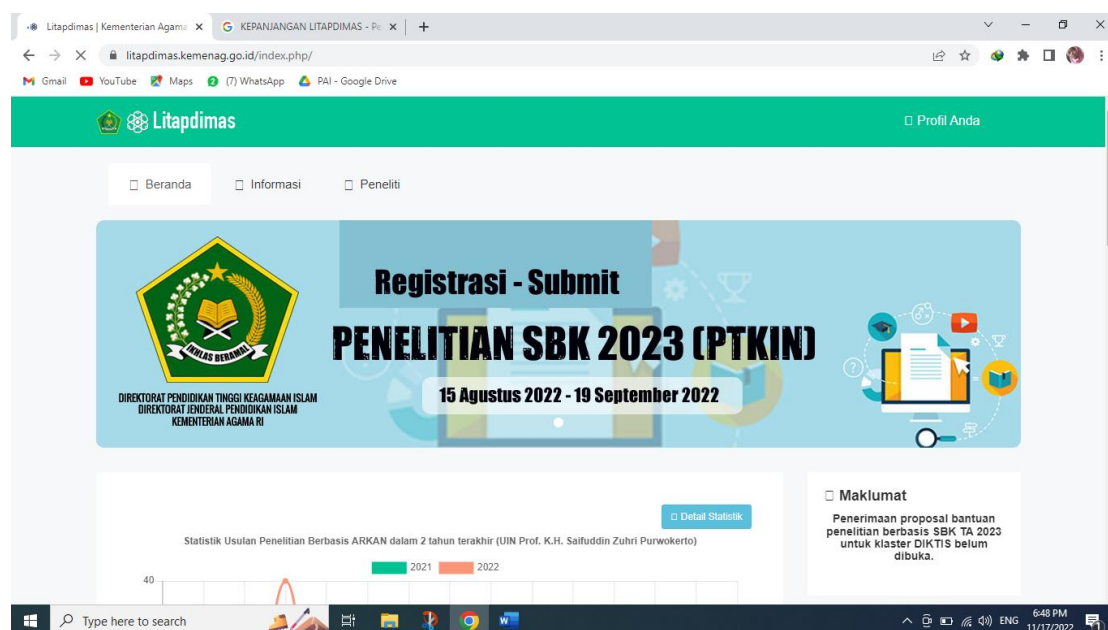 Litapdimas | Kementerian Agama
KEPANJANGAN LITAPDIMAS - Pe
litapdimas.kemenag.go.id/index.php/
Gmail
YouTube
Maps
(7) WhatsApp
PAI - Google Drive
Litapdimas
Profil Anda
Beranda
Informasi
Peneliti
IKHLAS BERAMAL
DIREKTORAT PENDIDIKAN TINGGI KEAGAMAAN ISLAM
DIREKTORAT JENDERAL PENDIDIKAN ISLAM
KEMENTERIAN AGAMA RI
Registrasi - Submit
PENELITIAN SBK 2023 (PTKIN)
15 Agustus 2022 - 19 September 2022
Detail Statistik
Statistik Usulan Penelitian Berbasis ARKAN dalam 2 tahun terakhir (UIN Prof. K.H. Saifuddin Zuhri Purwokerto)
2021
2022
40
Maklumat
Penerimaan proposal bantuan
penelitian berbasis SBK TA 2023
untuk klaster DIKTIS belum
dibuka.
Type here to search
ENG
6:48 PM
11/17/2022